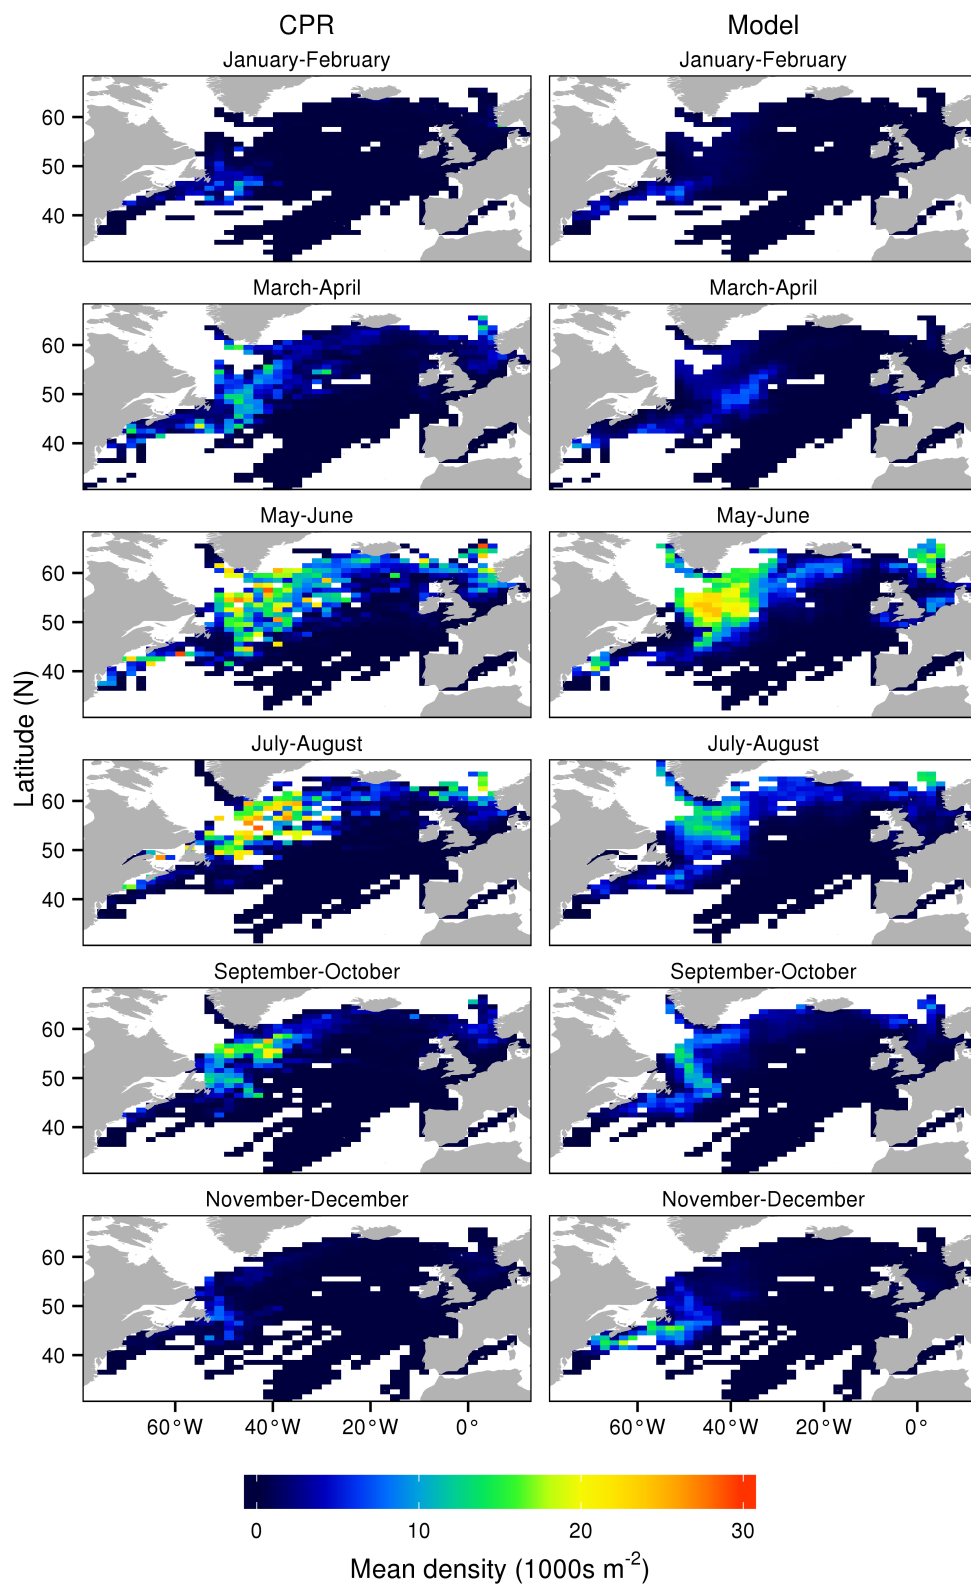 CPR Model
January-February January-February
60
50
40
March-April March-April
60
50
40
May-June May-June
60
50
40
Latitude (N)
July-August July-August
60
50
40
September-October September-October
60
50
40
November-December November-December
60
50
40
60°W 40°W 20°W 0° 60°W 40°W 20°W 0°
0 10 20 30
Mean density (1000s m⁻²)